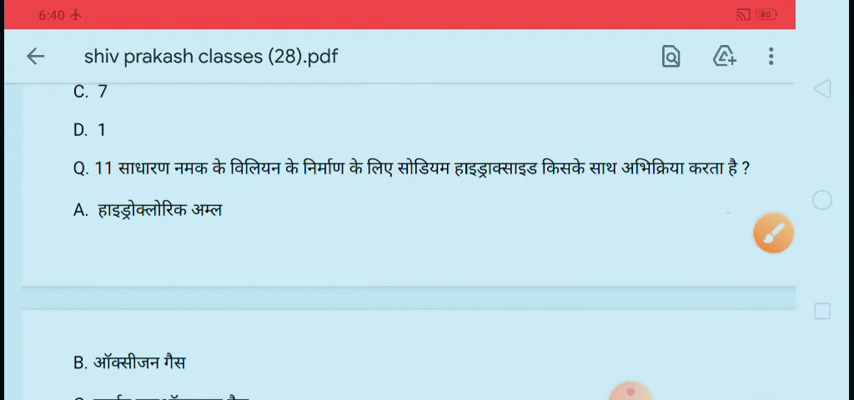 6:40
40
shiv prakash classes (28).pdf
C. 7
D. 1
Q. 11 साधारण नमक के विलियन के निर्माण के लिए सोडियम हाइड्राक्साइड किसके साथ अभिक्रिया करता है ?
A. हाइड्रोक्लोरिक अम्ल
B. ऑक्सीजन गैस